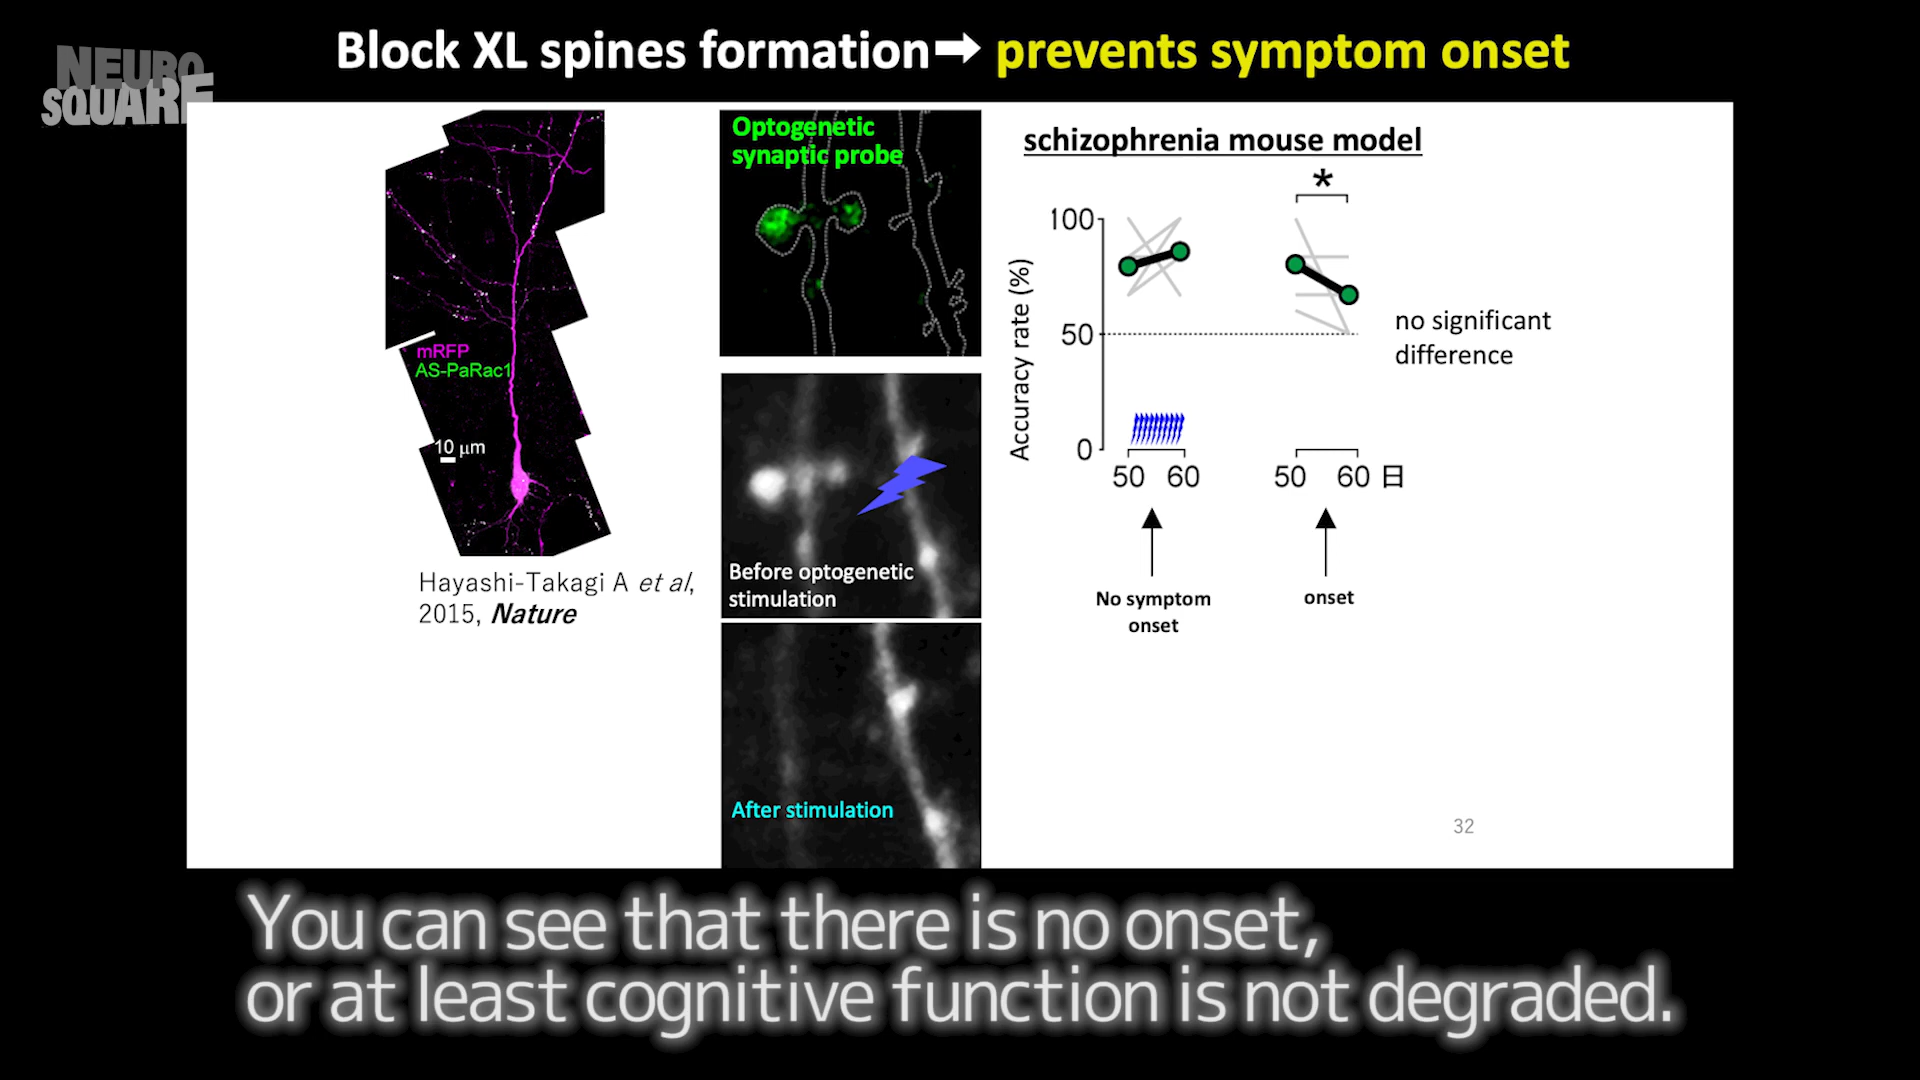 Block XL spines formation➡ prevents symptom onset
NEURO
SQUARE
mRFP
AS-PaRac1
10 µm
Hayashi-Takagi A et al,
2015, Nature
Optogenetic
synaptic probe
Before optogenetic
stimulation
After stimulation
schizophrenia mouse model
*
Accuracy rate (%)
100
50
0
50 60
50 60 日
no significant
difference
No symptom
onset
onset
32
You can see that there is no onset,
or at least cognitive function is not degraded.